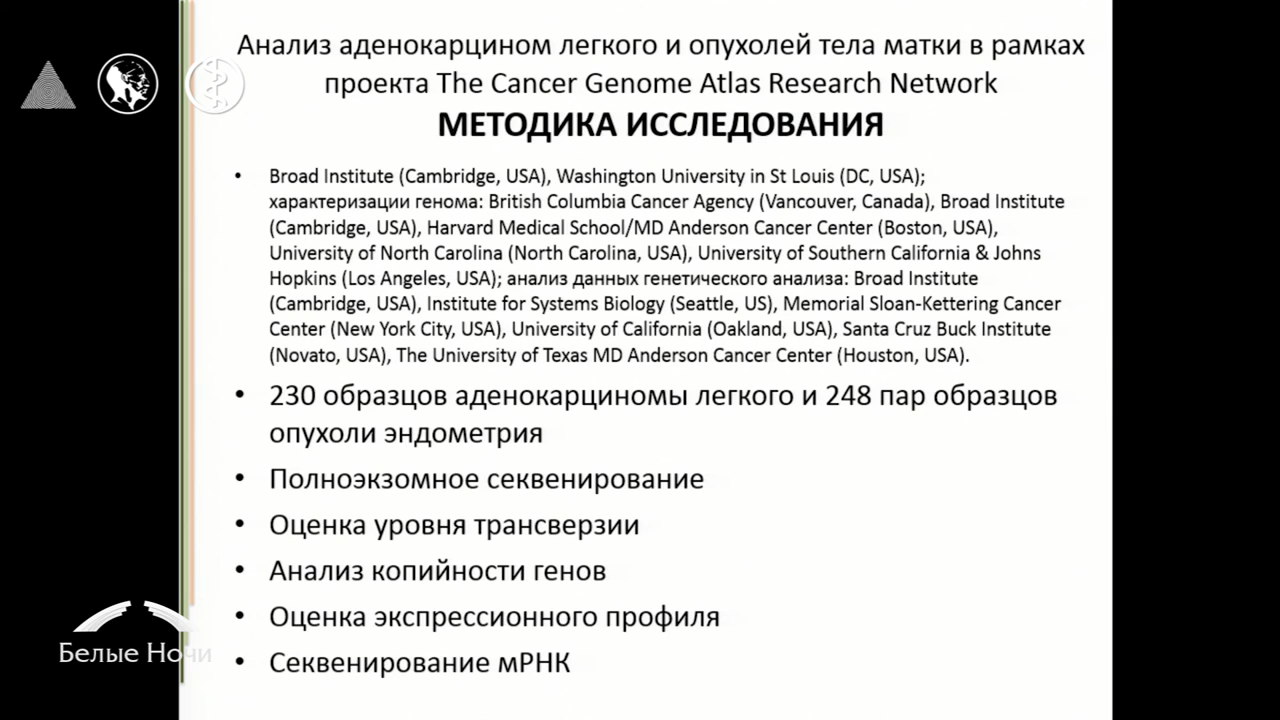 Анализ аденокарцином легкого и опухолей тела матки в рамках
проекта The Cancer Genome Atlas Research Network
МЕТОДИКА ИССЛЕДОВАНИЯ
• Broad Institute (Cambridge, USA), Washington University in St Louis (DC, USA);
характеризации генома: British Columbia Cancer Agency (Vancouver, Canada), Broad Institute
(Cambridge, USA), Harvard Medical School/MD Anderson Cancer Center (Boston, USA),
University of North Carolina (North Carolina, USA), University of Southern California & Johns
Hopkins (Los Angeles, USA); анализ данных генетического анализа: Broad Institute
(Cambridge, USA), Institute for Systems Biology (Seattle, US), Memorial Sloan-Kettering Cancer
Center (New York City, USA), University of California (Oakland, USA), Santa Cruz Buck Institute
(Novato, USA), The University of Texas MD Anderson Cancer Center (Houston, USA).
• 230 образцов аденокарциномы легкого и 248 пар образцов
опухоли эндометрия
• Полноэкзомное секвенирование
• Оценка уровня трансверзии
• Анализ копийности генов
• Оценка экспрессионного профиля
• Секвенирование мРНК
Белые Ночи